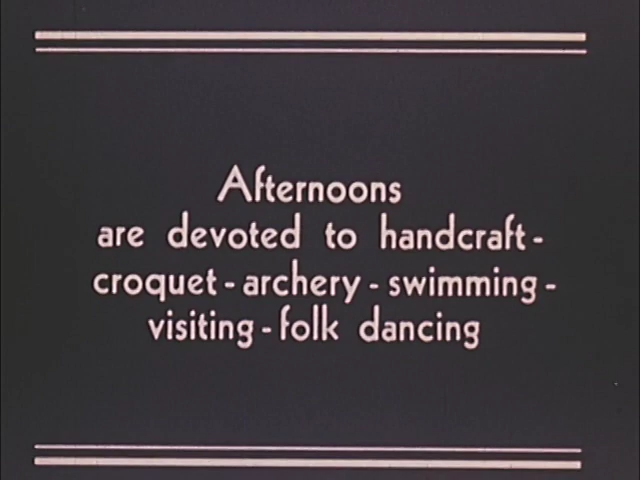 Afternoons
are devoted to handcraft-
croquet-archery-swimming-
visiting-folk dancing